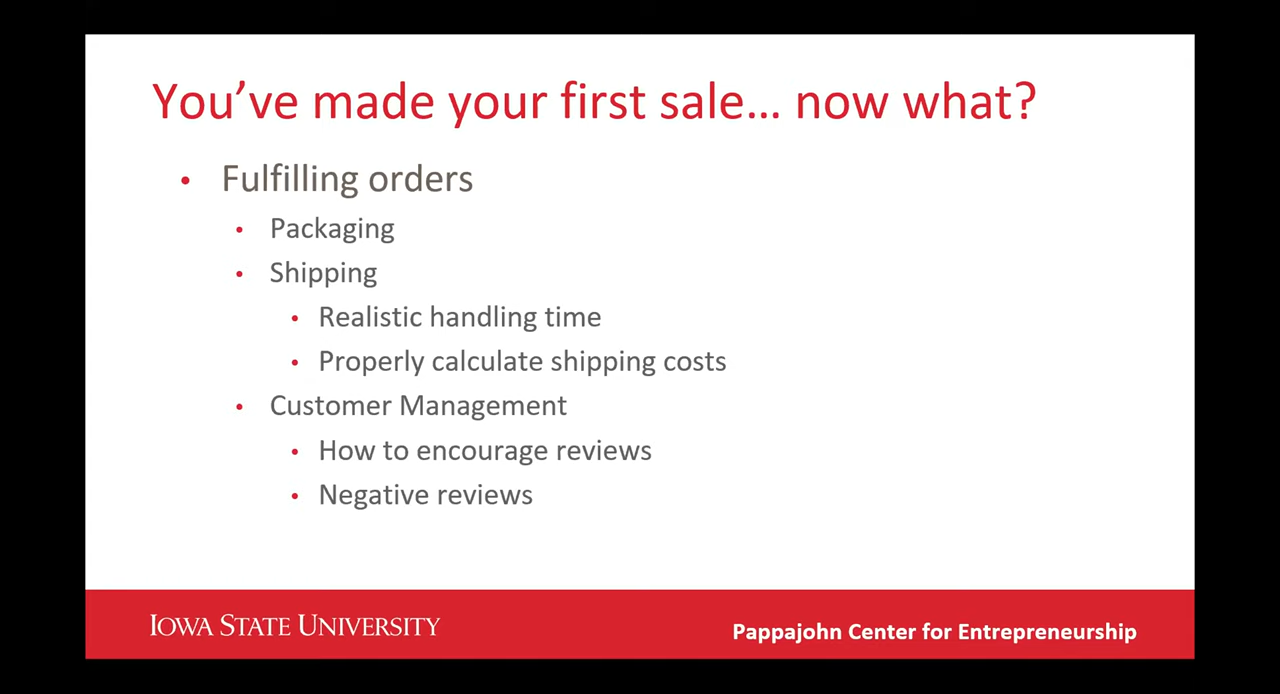 You’ve made your first sale… now what?
• Fulfilling orders
• Packaging
• Shipping
• Realistic handling time
• Properly calculate shipping costs
• Customer Management
• How to encourage reviews
• Negative reviews
IOWA STATE UNIVERSITY
Pappajohn Center for Entrepreneurship